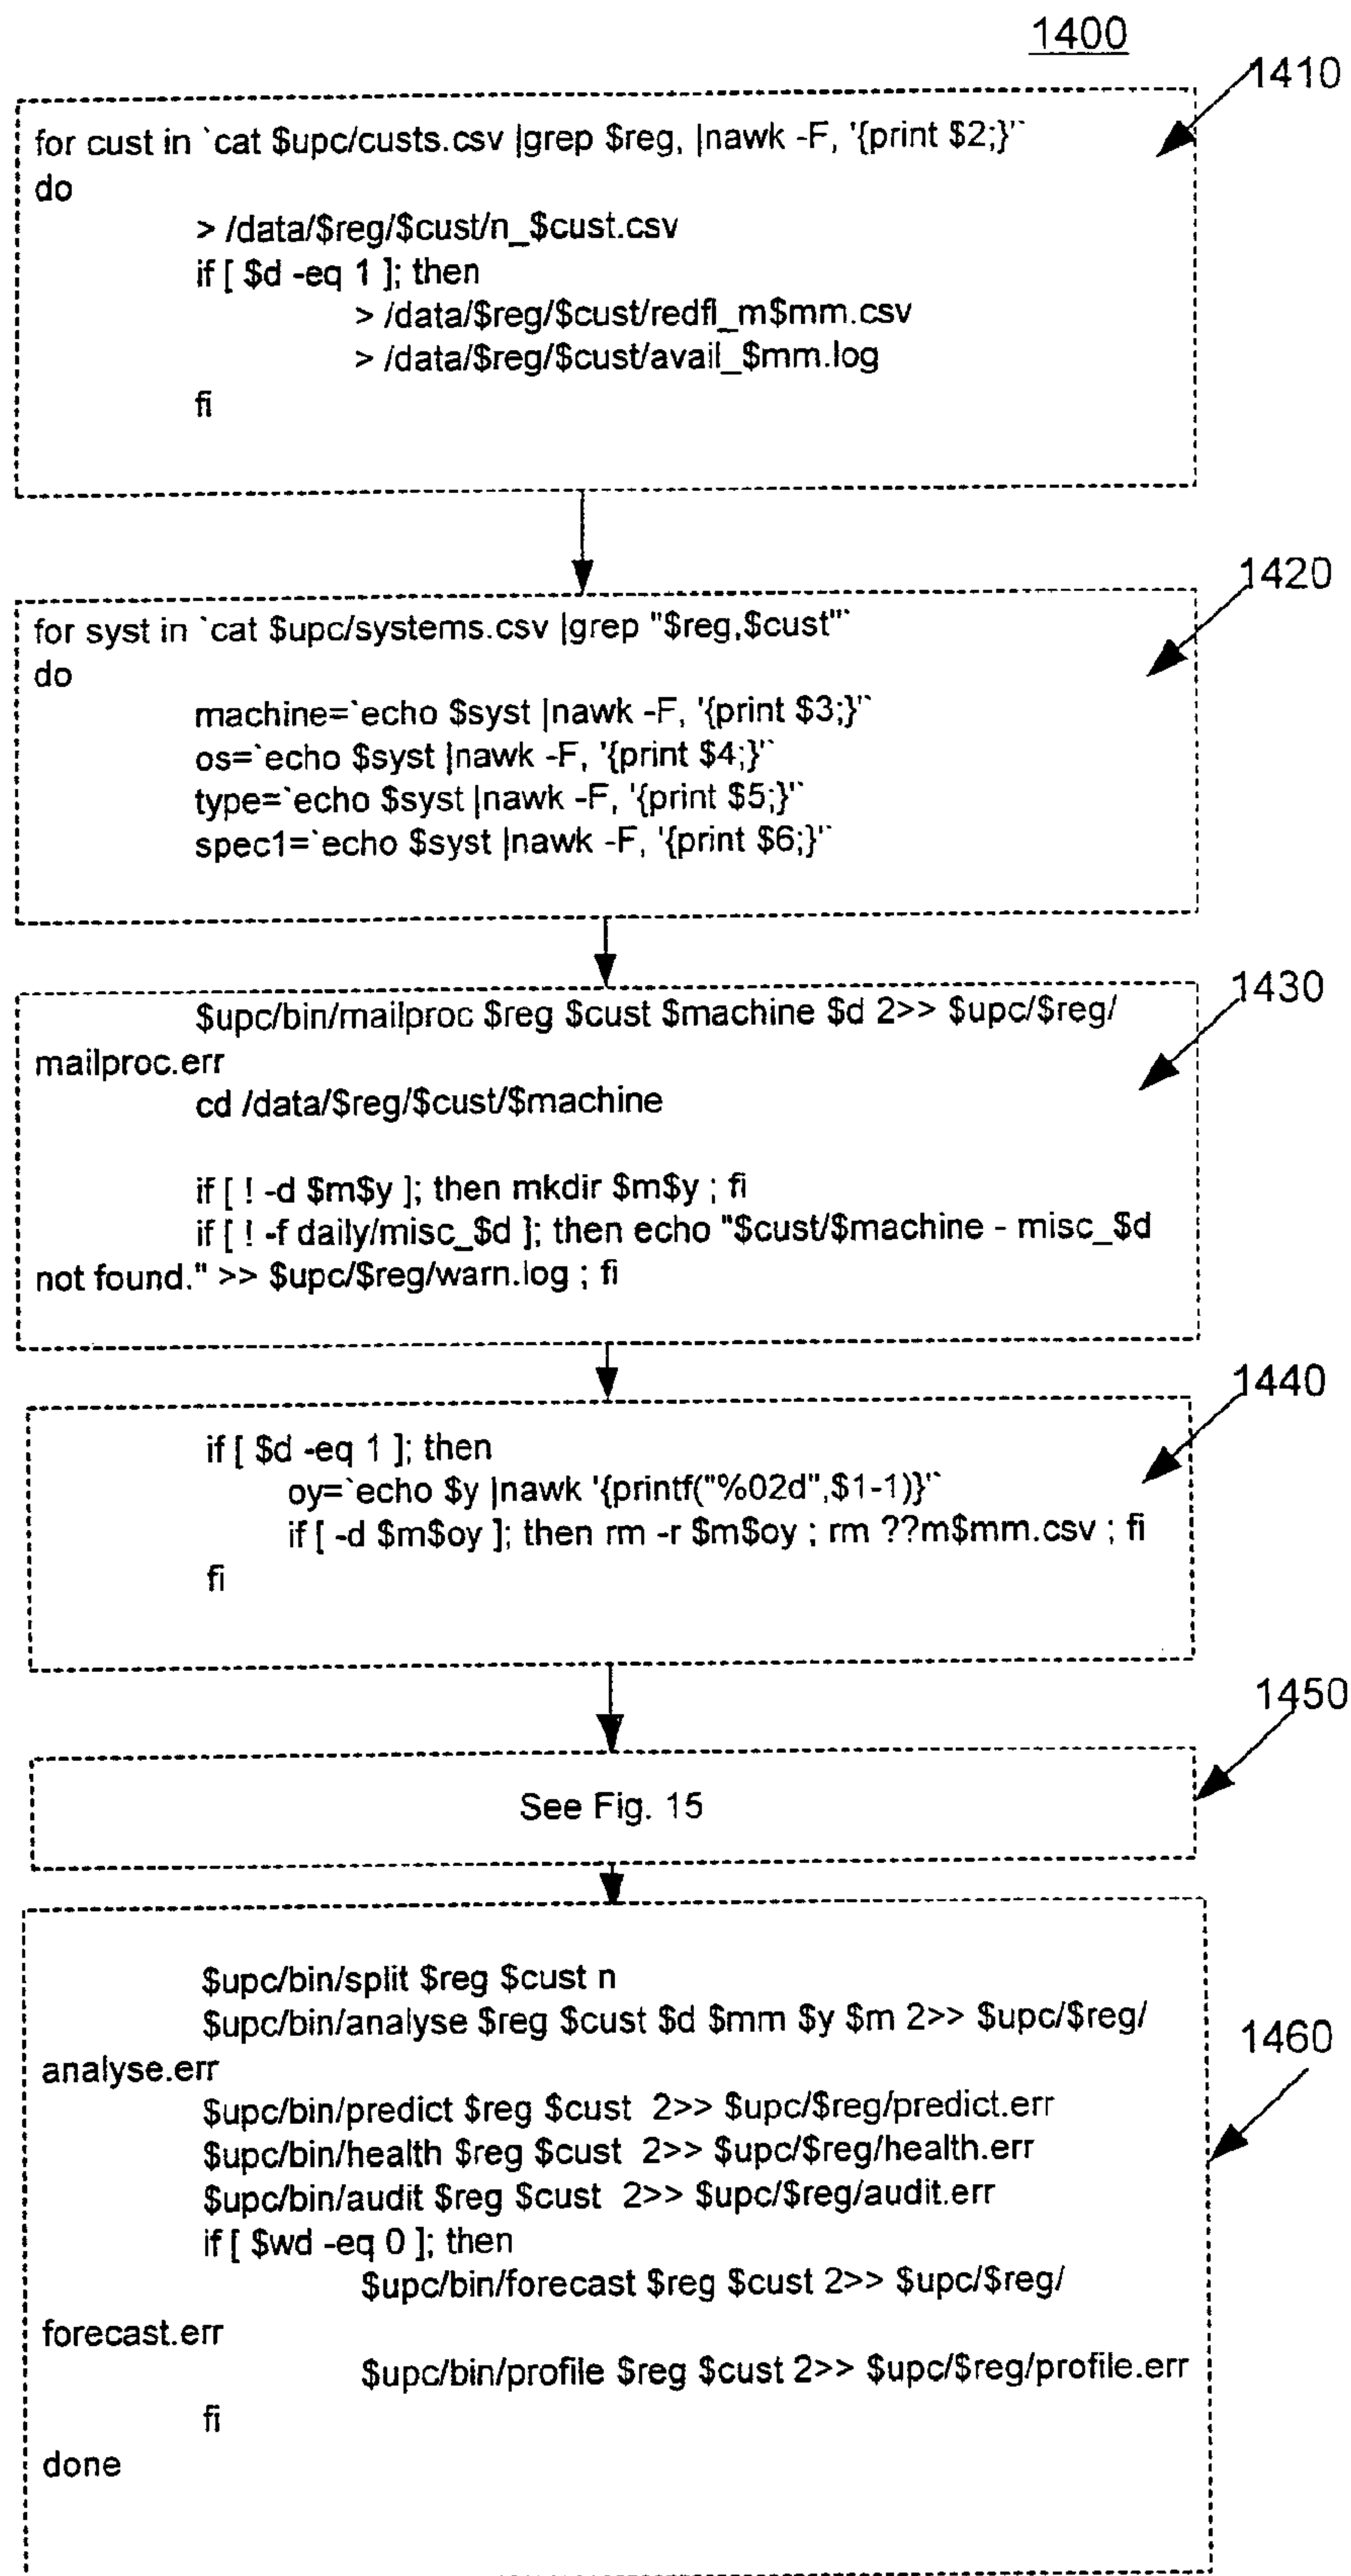 1400
1410
for cust in `cat $upc/custs.csv |grep $reg, |nawk -F, '{print $2;}'`
do
> /data/$reg/$cust/n_$cust.csv
if [ $d -eq 1 ]; then
> /data/$reg/$cust/redfl_m$mm.csv
> /data/$reg/$cust/avail_$mm.log
fi
1420
for syst in `cat $upc/systems.csv |grep "$reg,$cust"`
do
machine=`echo $syst |nawk -F, '{print $3;}'`
os=`echo $syst |nawk -F, '{print $4;}'`
type=`echo $syst |nawk -F, '{print $5;}'`
spec1=`echo $syst |nawk -F, '{print $6;}'`
1430
$upc/bin/mailproc $reg $cust $machine $d 2>> $upc/$reg/
mailproc.err
cd /data/$reg/$cust/$machine
if [ ! -d $m$y ]; then mkdir $m$y ; fi
if [ ! -f daily/misc_$d ]; then echo "$cust/$machine - misc_$d
not found." >> $upc/$reg/warn.log ; fi
1440
if [ $d -eq 1 ]; then
oy=`echo $y |nawk '{printf("%02d",$1-1)}'`
if [ -d $m$oy ]; then rm -r $m$oy ; rm ??m$mm.csv ; fi
fi
1450
See Fig. 15
1460
$upc/bin/split $reg $cust n
$upc/bin/analyse $reg $cust $d $mm $y $m 2>> $upc/$reg/
analyse.err
$upc/bin/predict $reg $cust  2>> $upc/$reg/predict.err
$upc/bin/health $reg $cust  2>> $upc/$reg/health.err
$upc/bin/audit $reg $cust  2>> $upc/$reg/audit.err
if [ $wd -eq 0 ]; then
$upc/bin/forecast $reg $cust 2>> $upc/$reg/
forecast.err
$upc/bin/profile $reg $cust 2>> $upc/$reg/profile.err
fi
done